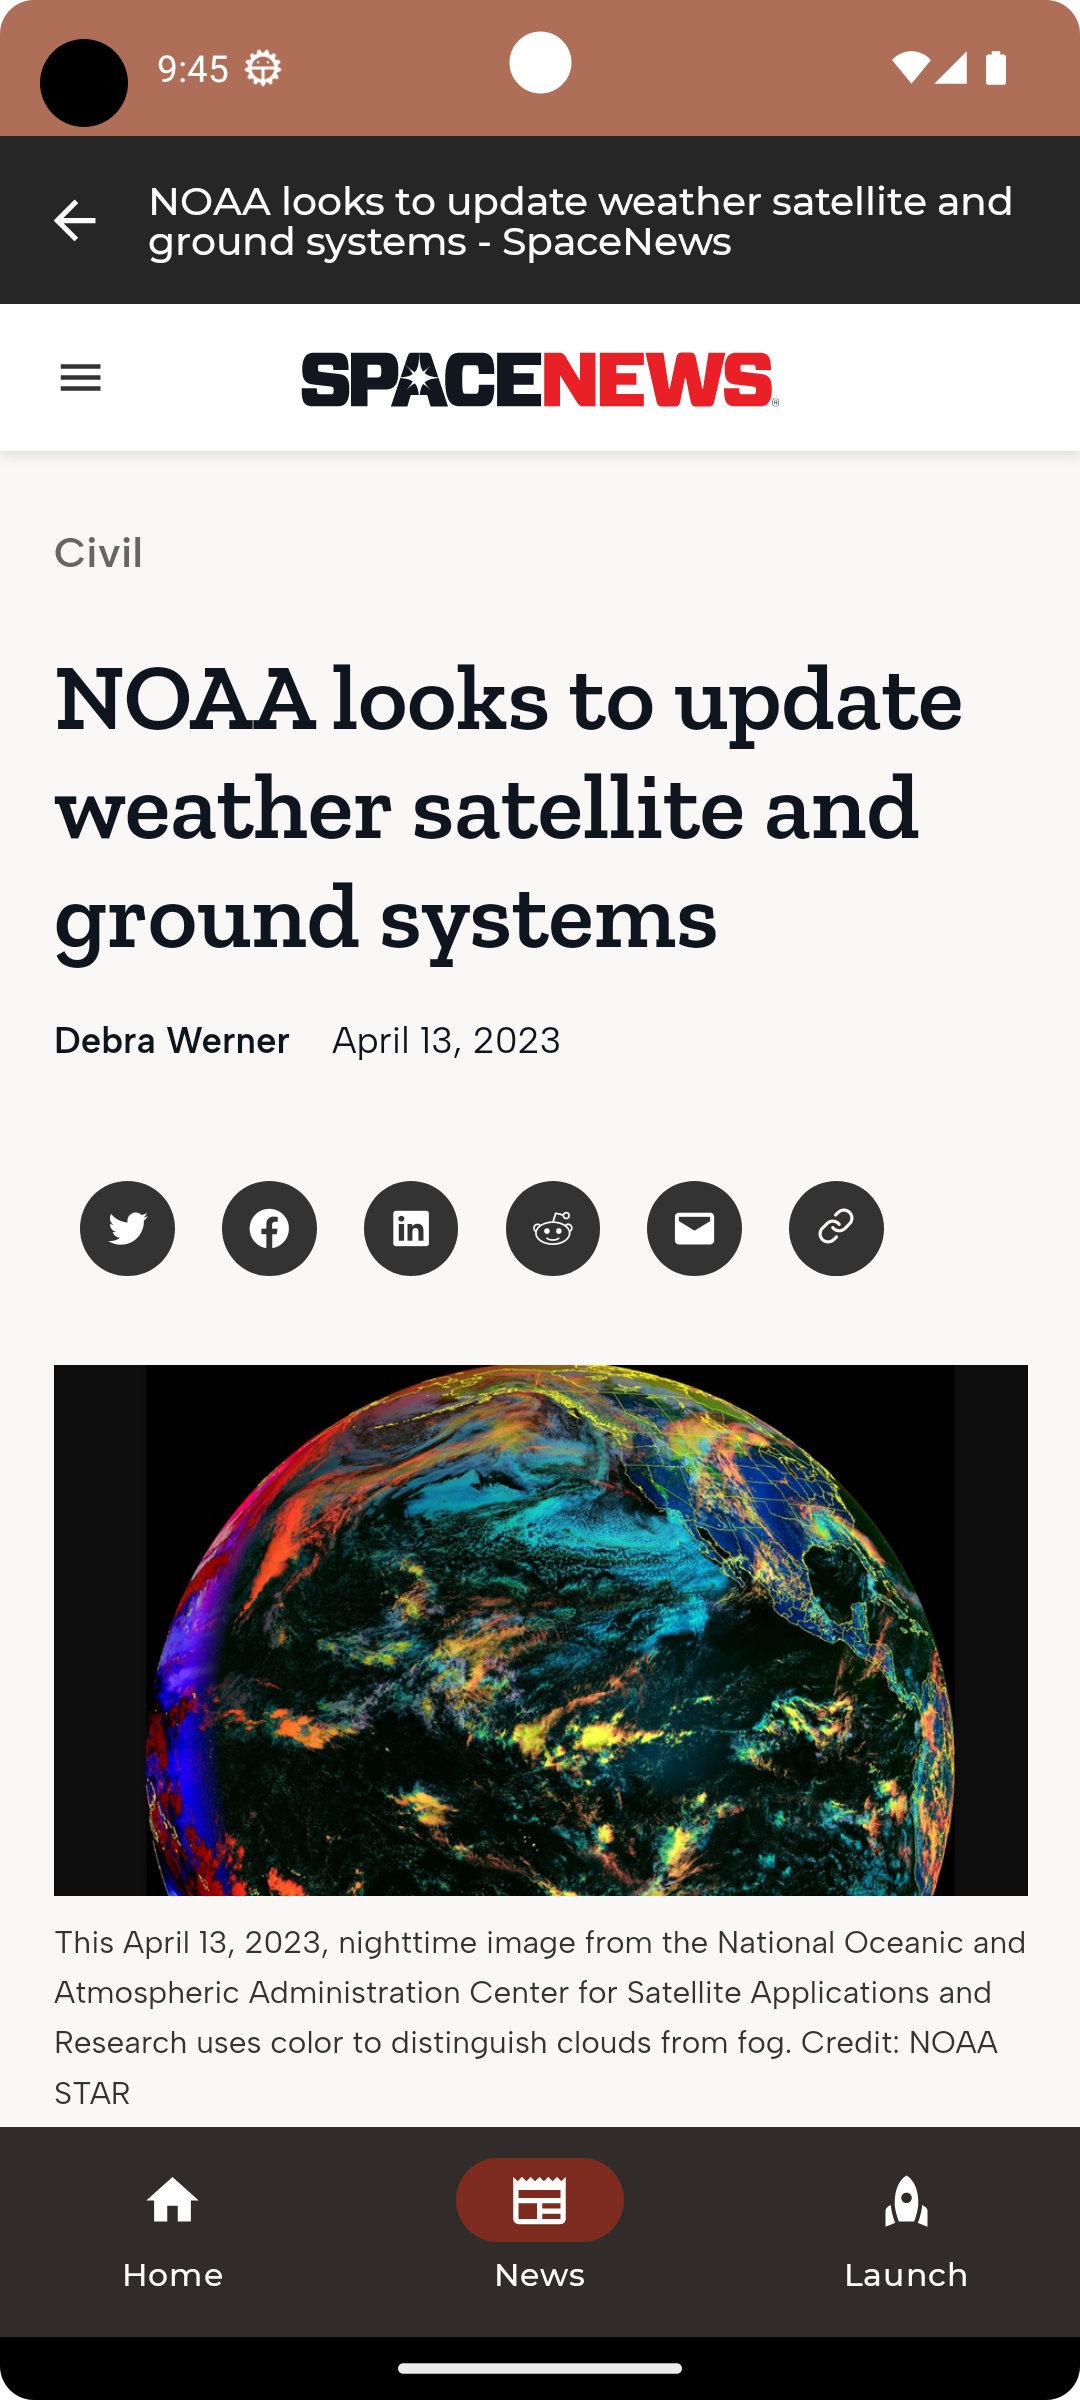 9:45
NOAA looks to update weather satellite and
ground systems - SpaceNews
SPACENEWS®
Civil
NOAA looks to update
weather satellite and
ground systems
Debra Werner April 13, 2023
This April 13, 2023, nighttime image from the National Oceanic and
Atmospheric Administration Center for Satellite Applications and
Research uses color to distinguish clouds from fog. Credit: NOAA
STAR
Home News Launch